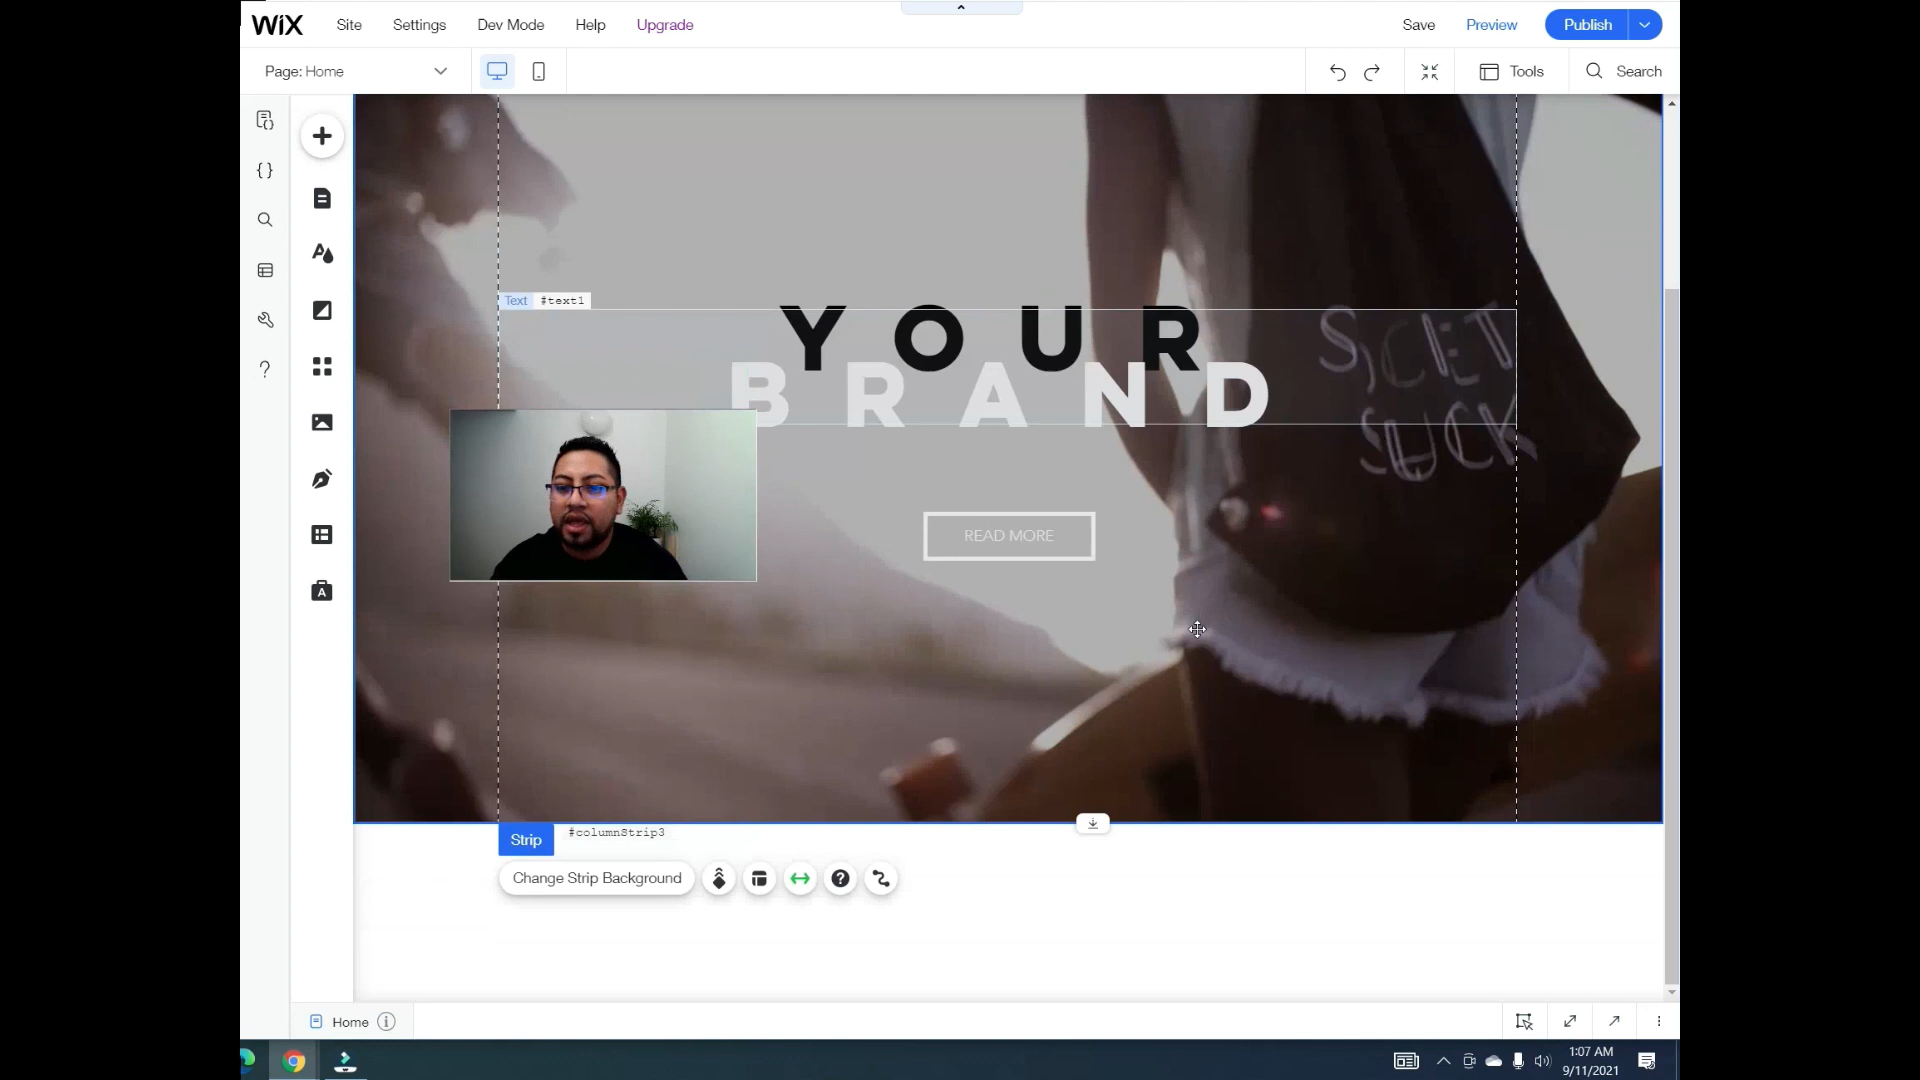 WiX Site Settings Dev Mode Help Upgrade Save Preview Publish
Page: Home Tools Search
Text #text1
YOUR
BRAND
READ MORE
Strip #columnStrip3
Change Strip Background
Home
1:07 AM
9/11/2021